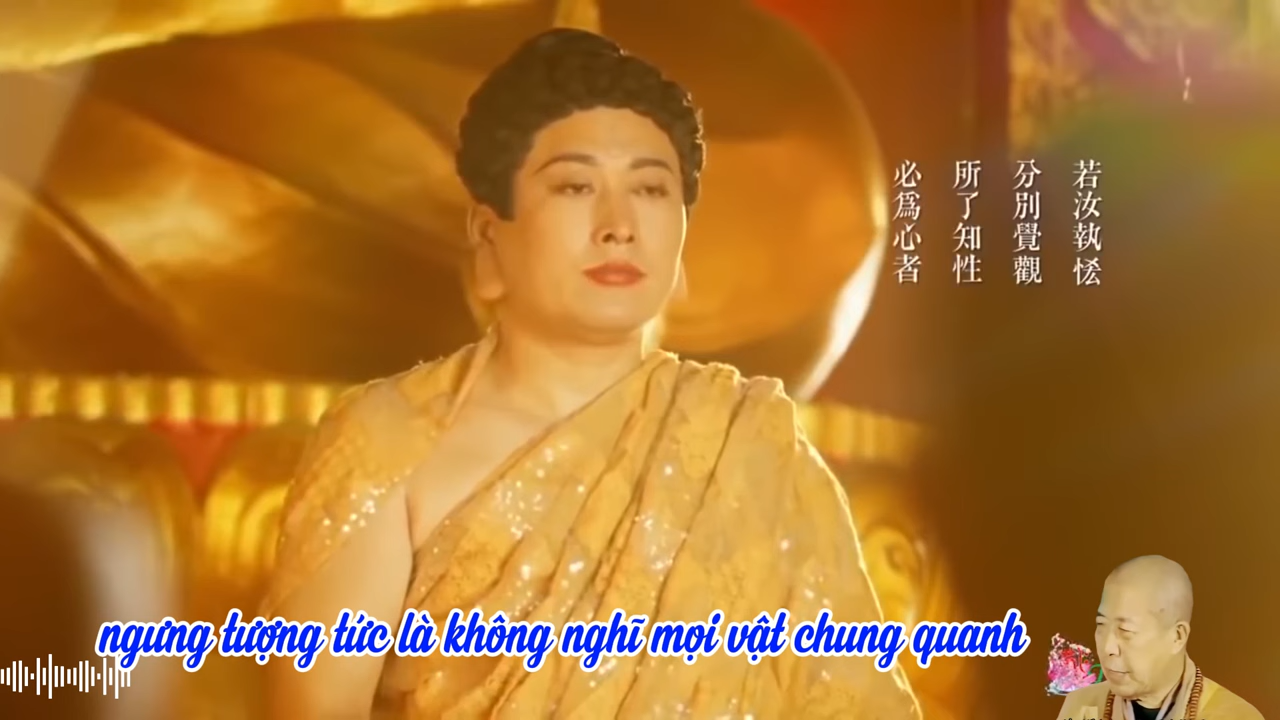 若汝執恡
分別覺觀
所了知性
必爲心者
ngưng tượng tức là không nghĩ mọi vật chung quanh